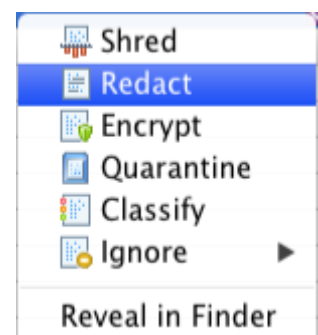 Shred
Redact
Encrypt
Quarantine
Classify
Ignore
Reveal in Finder